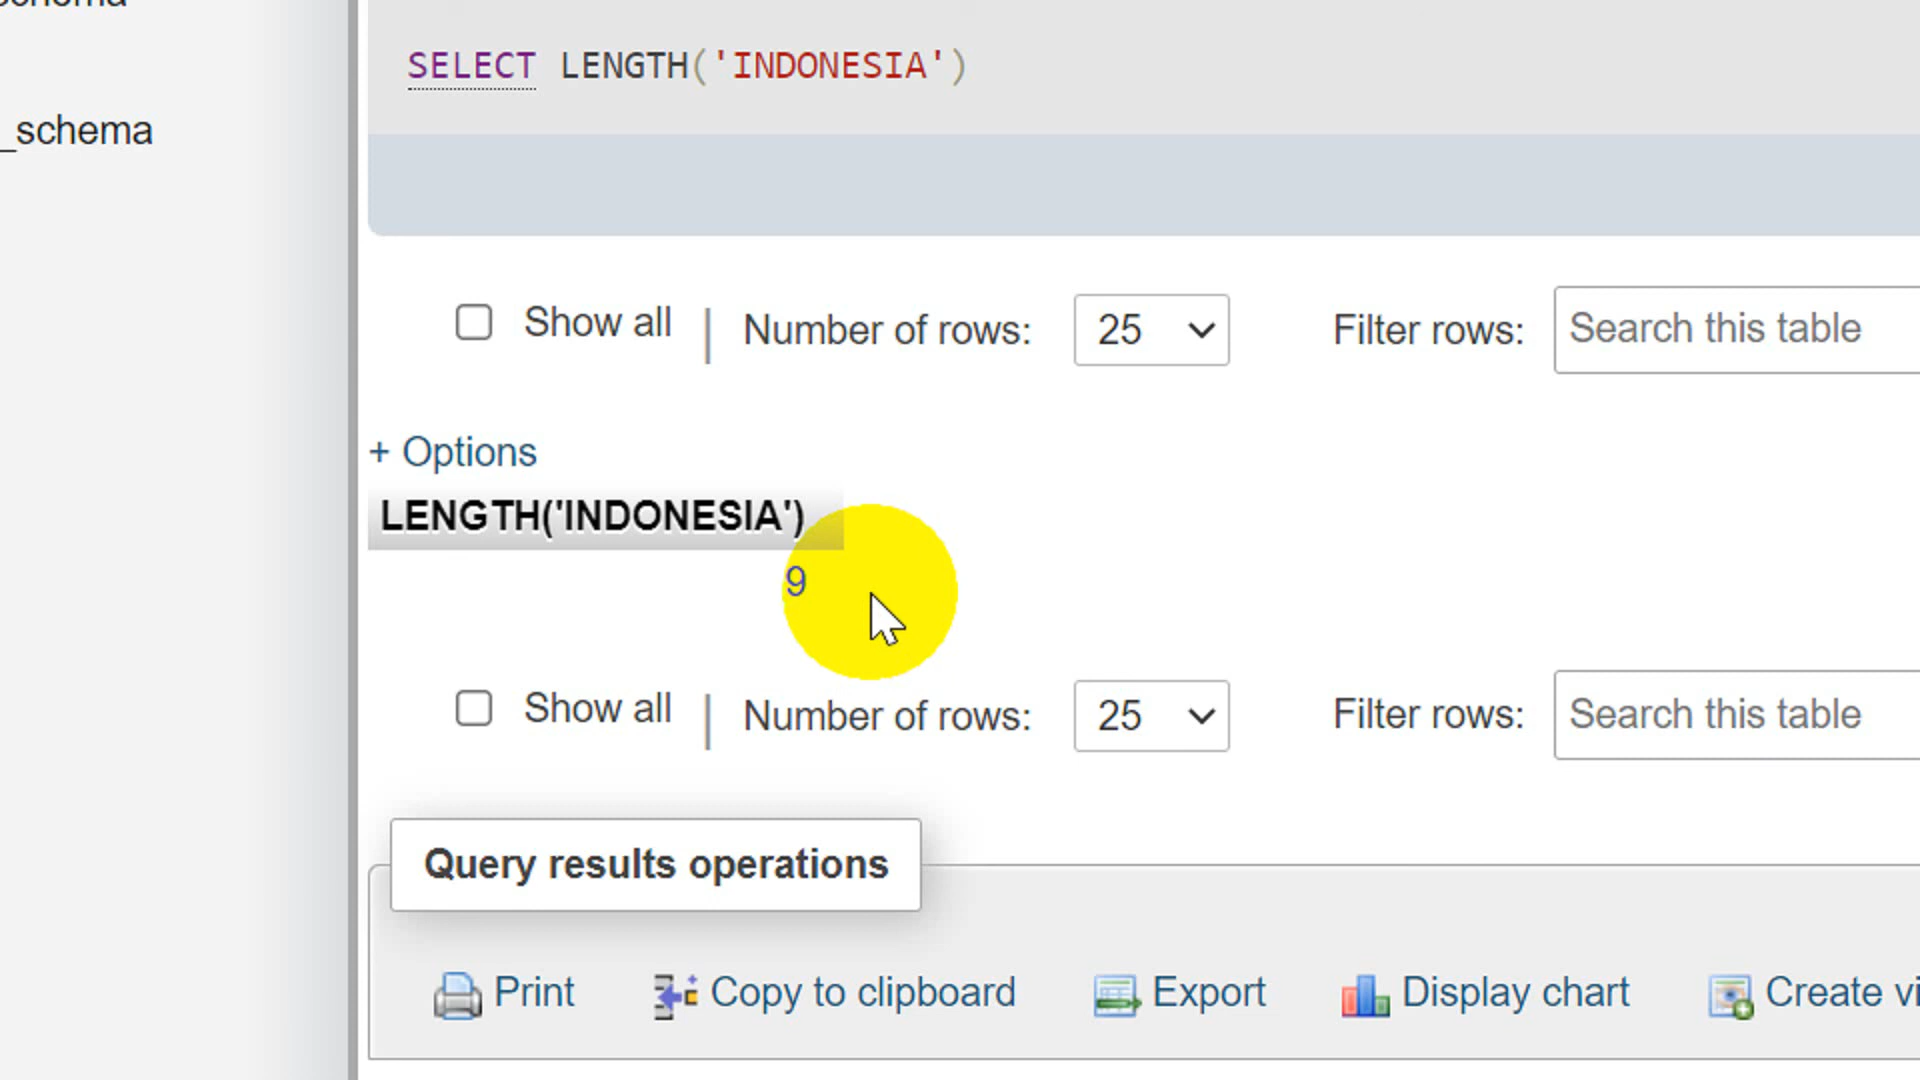 SELECT LENGTH('INDONESIA')
_schema
Show all | Number of rows: 25 Filter rows: Search this table
+ Options
LENGTH('INDONESIA')
9
Show all | Number of rows: 25 Filter rows: Search this table
Query results operations
Print Copy to clipboard Export Display chart Create vi